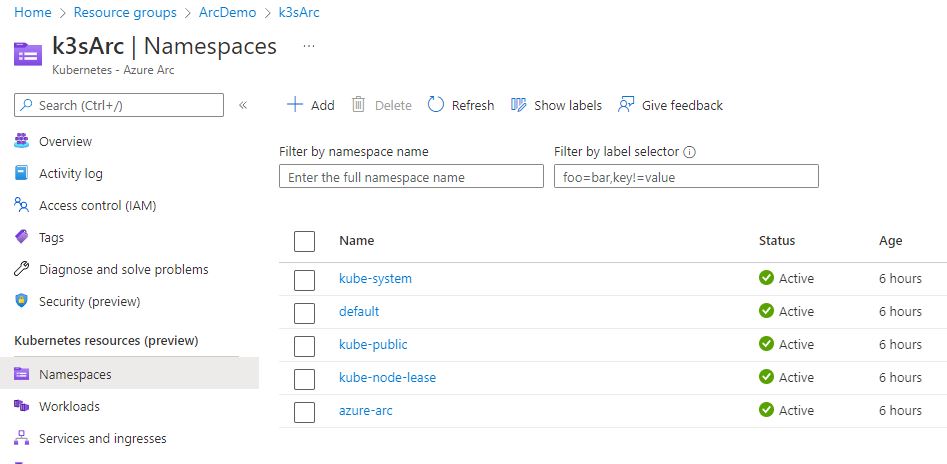 Home > Resource groups > ArcDemo > k3sArc
k3sArc | Namespaces ...
Kubernetes - Azure Arc
Search (Ctrl+/) «
Add Delete Refresh Show labels Give feedback
Overview
Activity log
Access control (IAM)
Tags
Diagnose and solve problems
Security (preview)
Kubernetes resources (preview)
Namespaces
Workloads
Services and ingresses
Filter by namespace name Filter by label selector
Enter the full namespace name foo=bar,key!=value
Name Status Age
kube-system Active 6 hours
default Active 6 hours
kube-public Active 6 hours
kube-node-lease Active 6 hours
azure-arc Active 6 hours